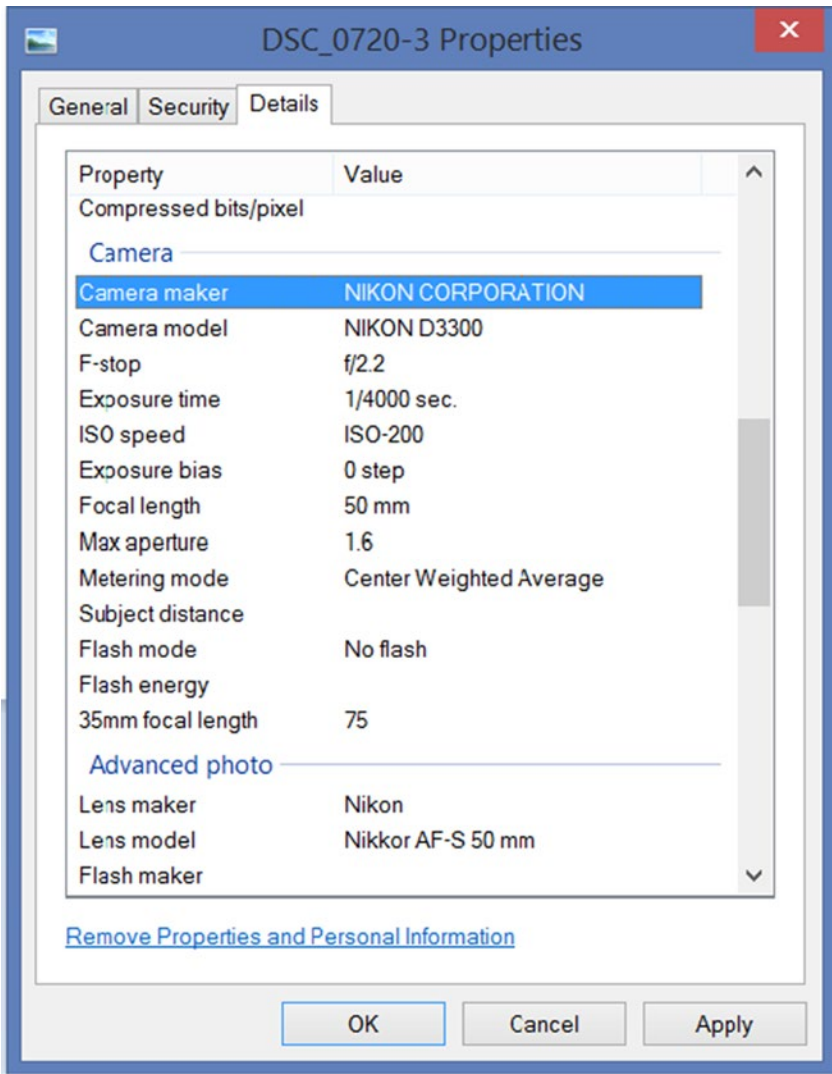 DSC_0720-3 Properties
General Security Details
Property Value
Compressed bits/pixel
Camera
Camera maker NIKON CORPORATION
Camera model NIKON D3300
F-stop f/2.2
Exposure time 1/4000 sec.
ISO speed ISO-200
Exposure bias 0 step
Focal length 50 mm
Max aperture 1.6
Metering mode Center Weighted Average
Subject distance
Flash mode No flash
Flash energy
35mm focal length 75
Advanced photo
Lens maker Nikon
Lens model Nikkor AF-S 50 mm
Flash maker
Remove Properties and Personal Information
OK Cancel Apply